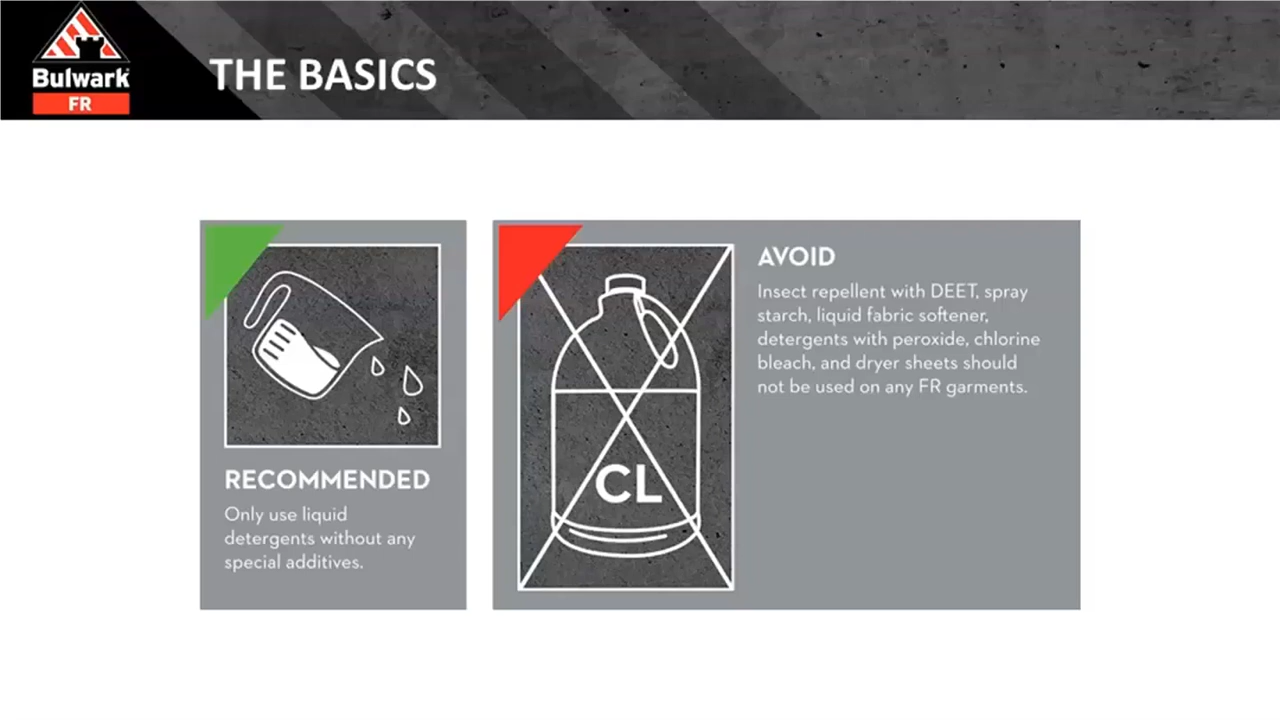 Bulwark
FR
THE BASICS
RECOMMENDED
Only use liquid
detergents without any
special additives.
CL
AVOID
Insect repellent with DEET, spray
starch, liquid fabric softener,
detergents with peroxide, chlorine
bleach, and dryer sheets should
not be used on any FR garments.